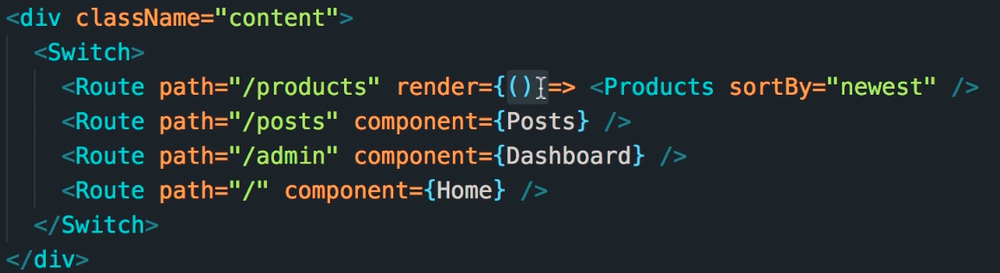 <div className="content">
<Switch>
<Route path="/products" render={() => <Products sortBy="newest" />
<Route path="/posts" component={Posts} />
<Route path="/admin" component={Dashboard} />
<Route path="/" component={Home} />
</Switch>
</div>